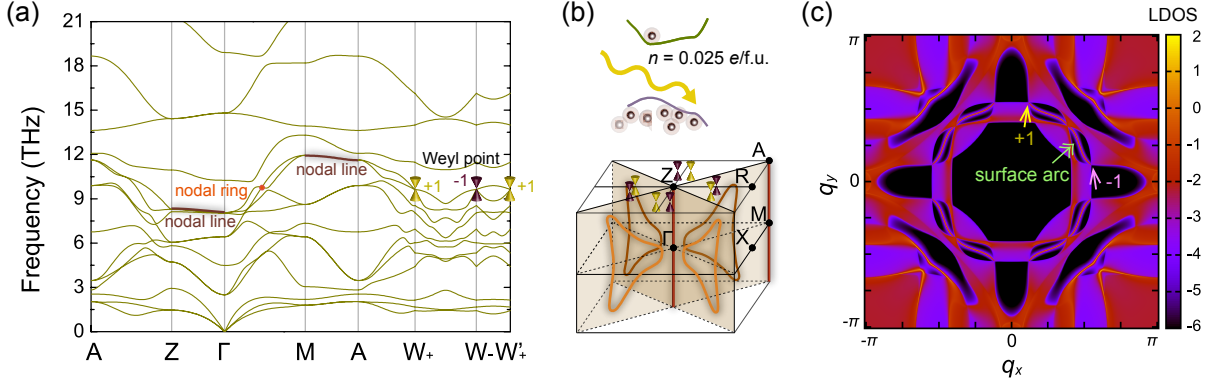 (a)
Frequency (THz)
21
18
15
12
9
6
3
0
nodal line
nodal ring
nodal line
Weyl point
+1
-1
+1
A
Z
Γ
M
A
W+
W-
W'+
(b)
n = 0.025 e/f.u.
A
Z
R
M
Γ
X
(c)
LDOS
π
qy
0
-π
+1
surface arc
-1
-π
0
π
qx
2
1
0
-1
-2
-3
-4
-5
-6